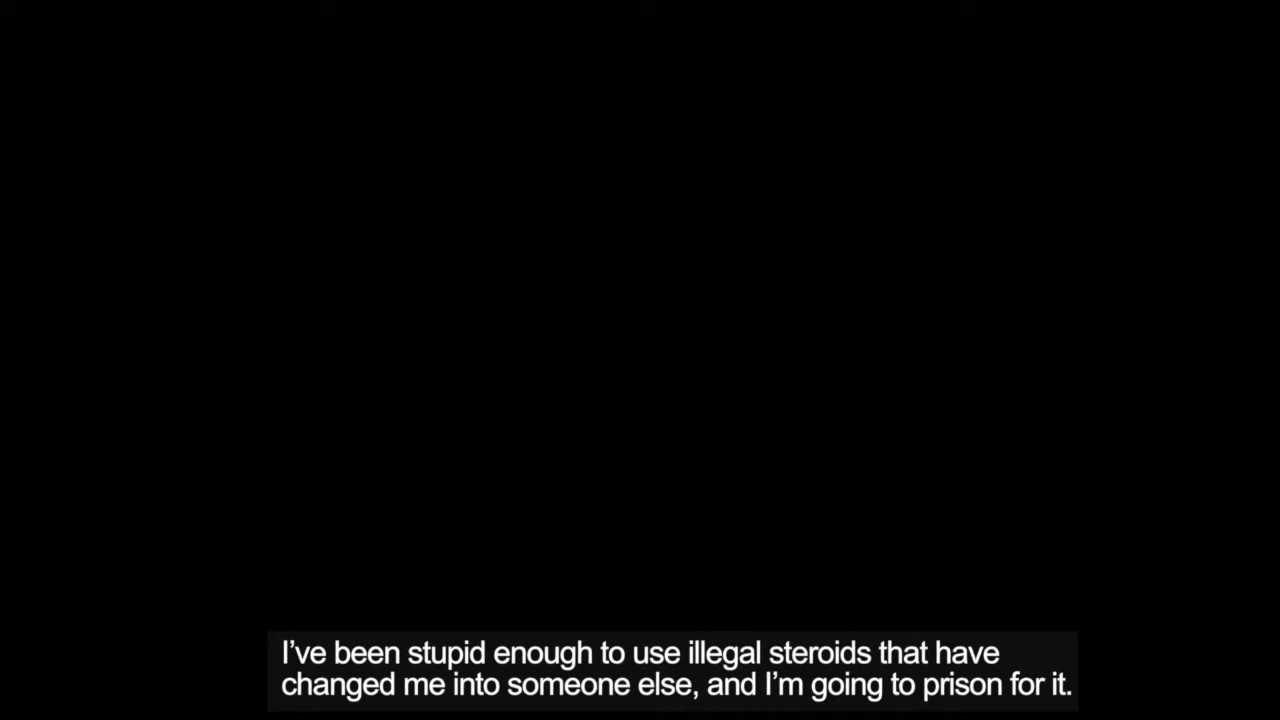 I’ve been stupid enough to use illegal steroids that have
changed me into someone else, and I’m going to prison for it.